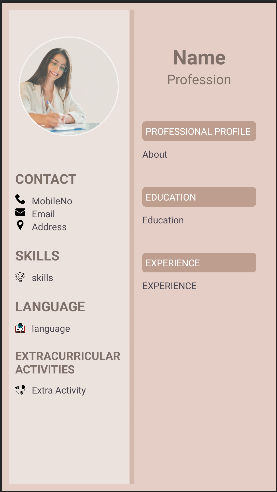 CONTACT
MobileNo
Email
Address
SKILLS
skills
LANGUAGE
language
EXTRACURRICULAR
ACTIVITIES
Extra Activity
Name
Profession
PROFESSIONAL PROFILE
About
EDUCATION
Education
EXPERIENCE
EXPERIENCE